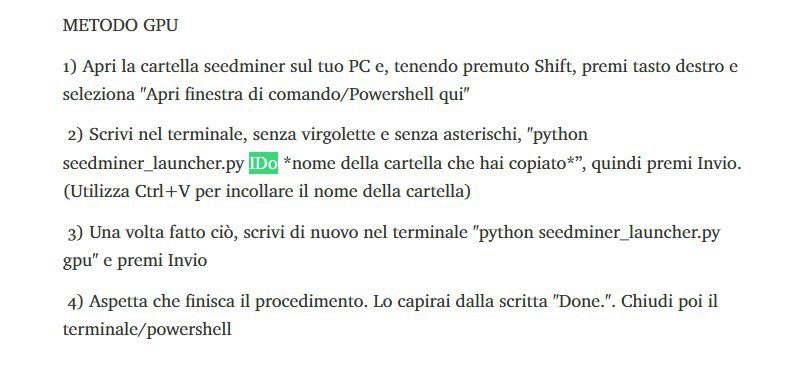 METODO GPU
1) Apri la cartella seedminer sul tuo PC e, tenendo premuto Shift, premi tasto destro e
seleziona "Apri finestra di comando/Powershell qui"
2) Scrivi nel terminale, senza virgolette e senza asterischi, "python
seedminer_launcher.py IDo *nome della cartella che hai copiato*”, quindi premi Invio.
(Utilizza Ctrl+V per incollare il nome della cartella)
3) Una volta fatto ciò, scrivi di nuovo nel terminale "python seedminer_launcher.py
gpu" e premi Invio
4) Aspetta che finisca il procedimento. Lo capirai dalla scritta "Done.". Chiudi poi il
terminale/powershell